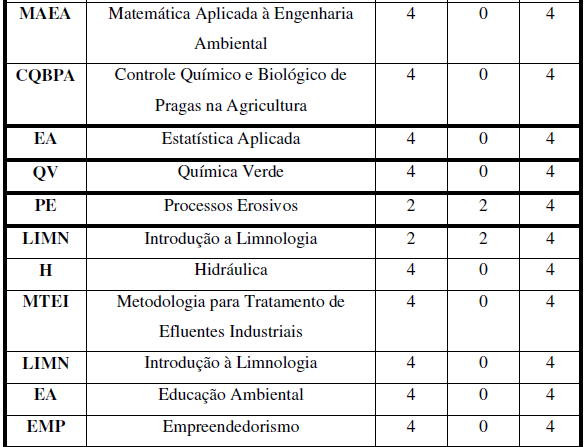 MAEA Matemática Aplicada à Engenharia 4 0 4
Ambiental
CQBPA Controle Químico e Biológico de 4 0 4
Pragas na Agricultura
EA Estatística Aplicada 4 0 4
QV Química Verde 4 0 4
PE Processos Erosivos 2 2 4
LIMN Introdução a Limnologia 2 2 4
H Hidráulica 4 0 4
MTEI Metodologia para Tratamento de 4 0 4
Efluentes Industriais
LIMN Introdução à Limnologia 4 0 4
EA Educação Ambiental 4 0 4
EMP Empreendedorismo 4 0 4